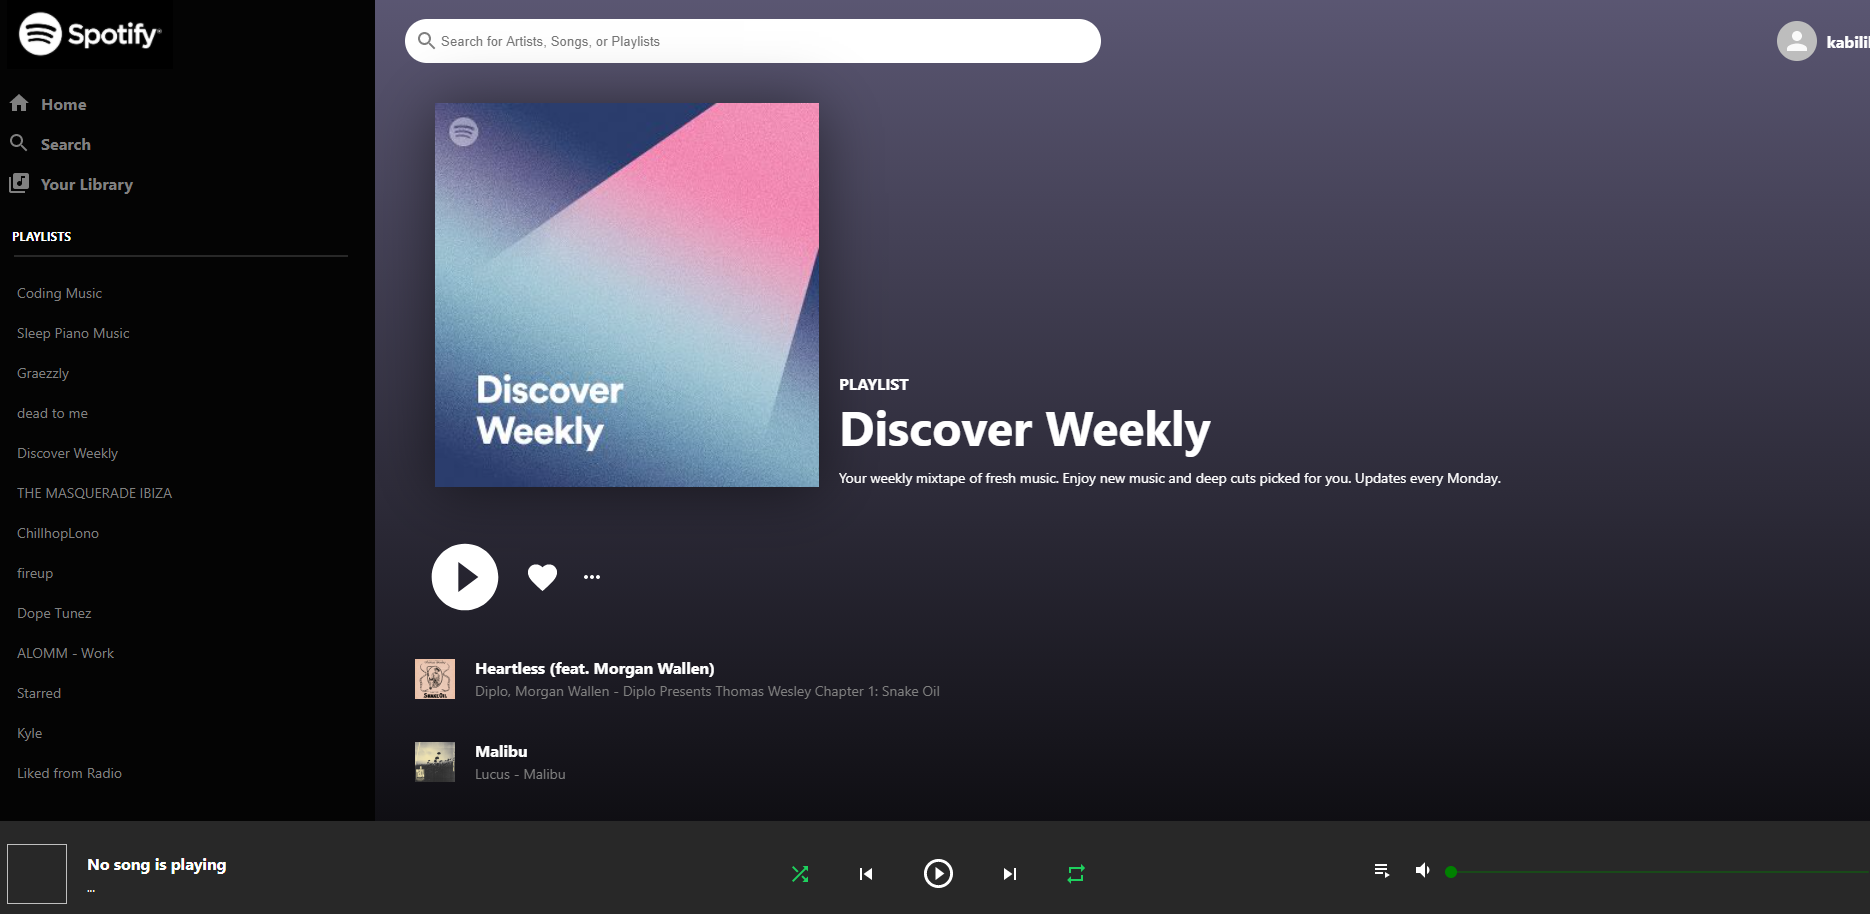 Spotify
Home
Search
Your Library
PLAYLISTS
Coding Music
Sleep Piano Music
Graezzly
dead to me
Discover Weekly
THE MASQUERADE IBIZA
ChillhopLono
fireup
Dope Tunez
ALOMM - Work
Starred
Kyle
Liked from Radio
Search for Artists, Songs, or Playlists
Discover
Weekly
PLAYLIST
Discover Weekly
Your weekly mixtape of fresh music. Enjoy new music and deep cuts picked for you. Updates every Monday.
Heartless (feat. Morgan Wallen)
Diplo, Morgan Wallen - Diplo Presents Thomas Wesley Chapter 1: Snake Oil
Malibu
Lucus - Malibu
No song is playing
...